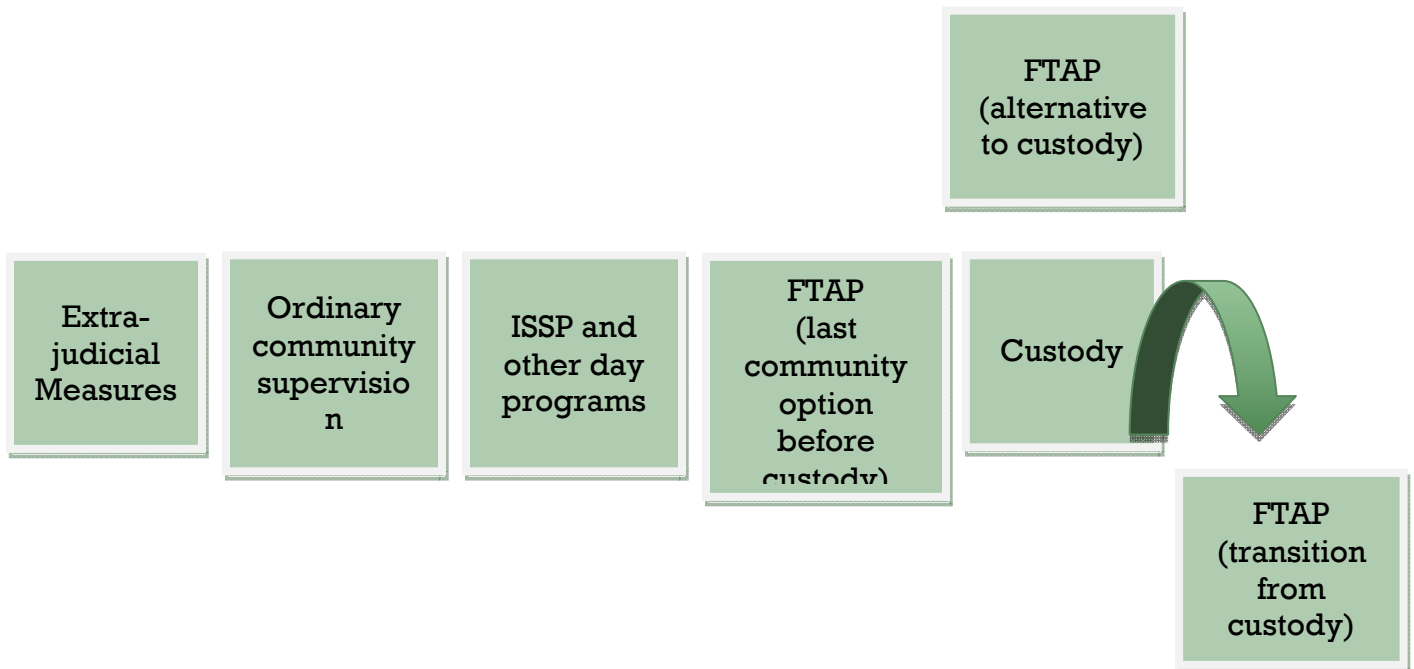 FTAP
(alternative
to custody)
Extra-
judicial
Measures
Ordinary
community
supervisio
n
ISSP and
other day
programs
FTAP
(last
community
option
before
custody)
Custody
FTAP
(transition
from
custody)